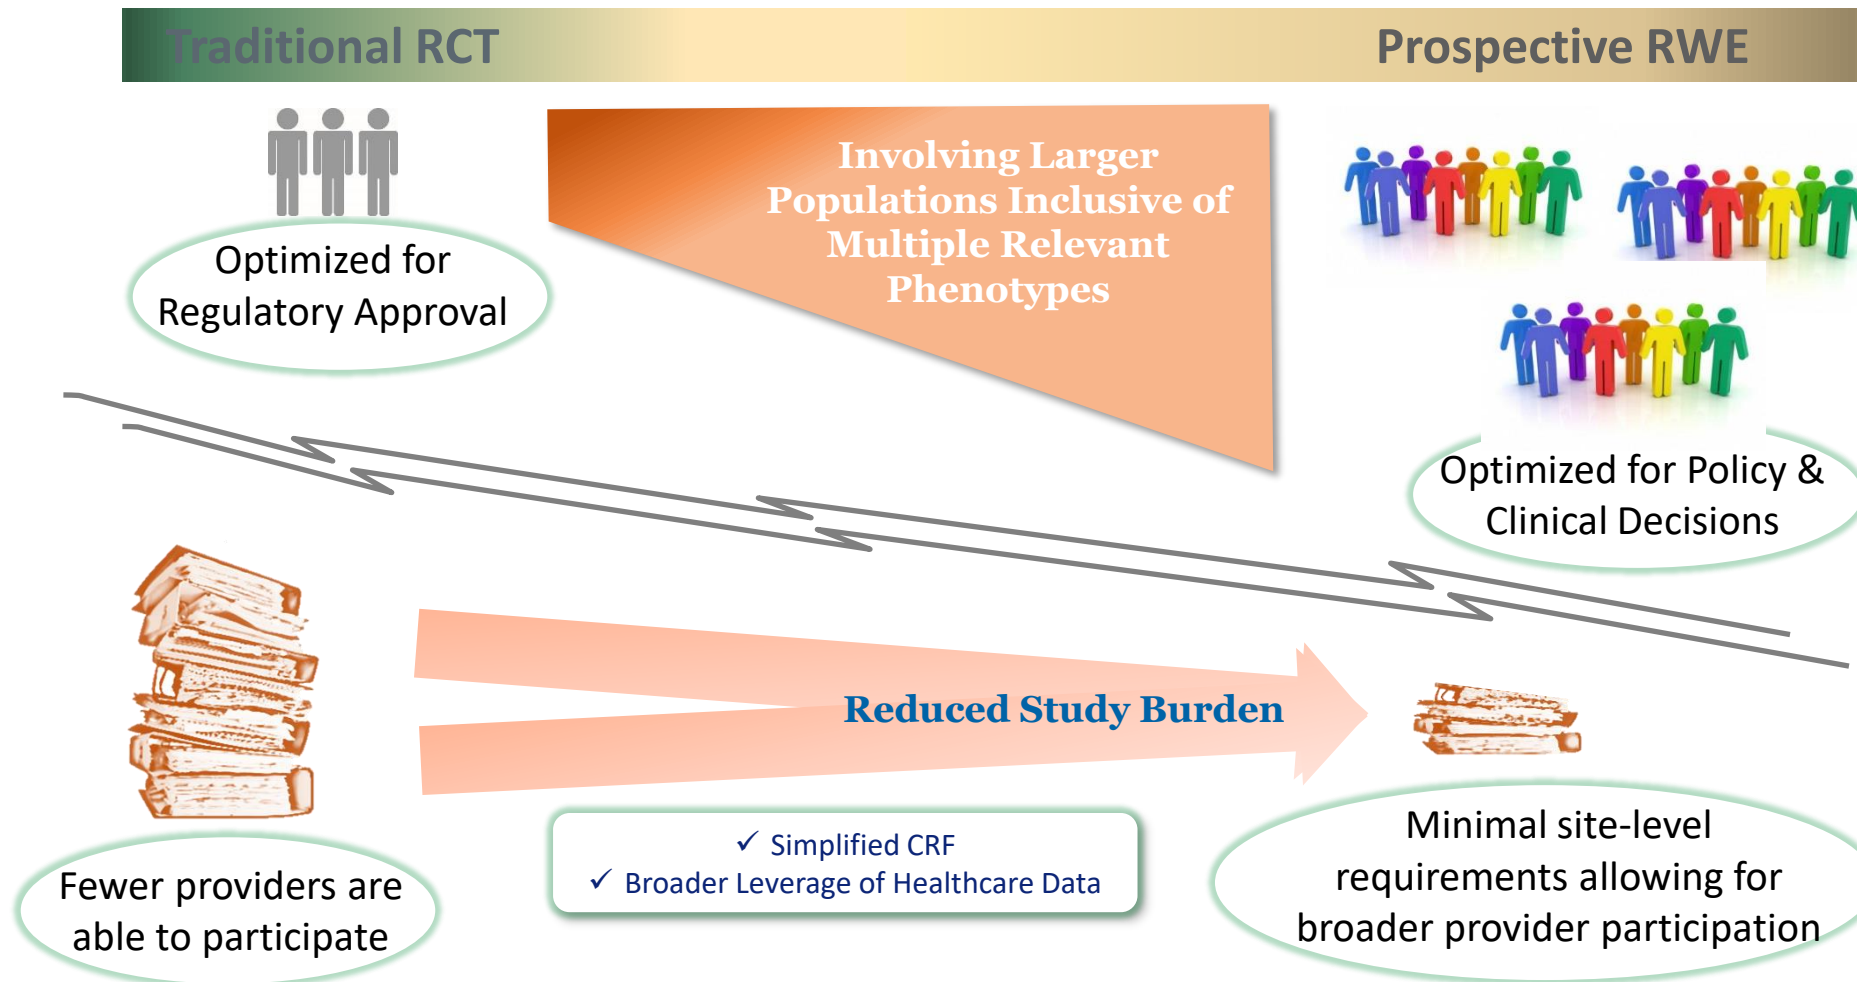 Traditional RCT
Prospective RWE
Involving Larger
Populations Inclusive of
Multiple Relevant
Phenotypes
Optimized for
Regulatory Approval
Optimized for Policy &
Clinical Decisions
Reduced Study Burden
✓ Simplified CRF
✓ Broader Leverage of Healthcare Data
Fewer providers are
able to participate
Minimal site-level
requirements allowing for
broader provider participation